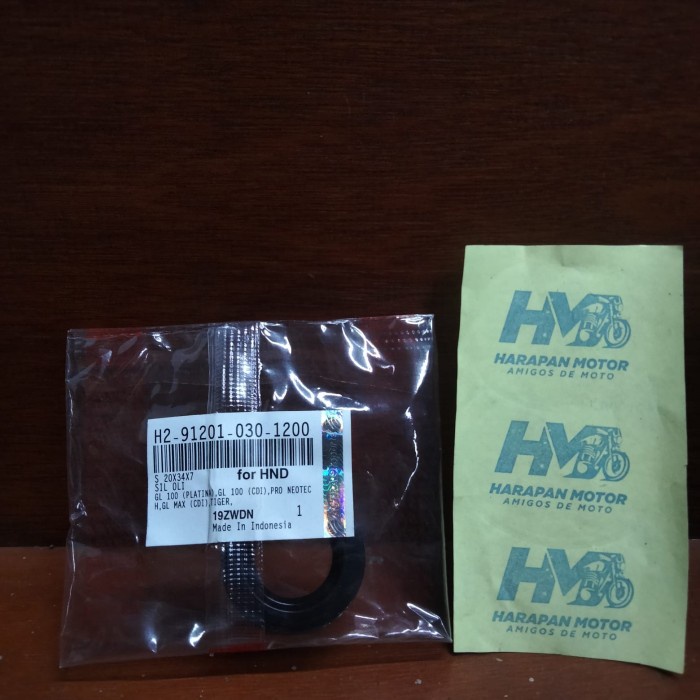 H2-91201-030-1200
S 20X34X7
for HND
SIL OLI
GL 100 (PLATINA),GL 100 (CDI),PRO NEOTEC
H,GL MAX (CDI),TIGER,
19ZWDN
1
Made In Indonesia
HM
HARAPAN MOTOR
AMIGOS DE MOTO
HM
HARAPAN MOTOR
AMIGOS DE MOTO
HM
HARAPAN MOTOR
AMIGOS DE MOTO